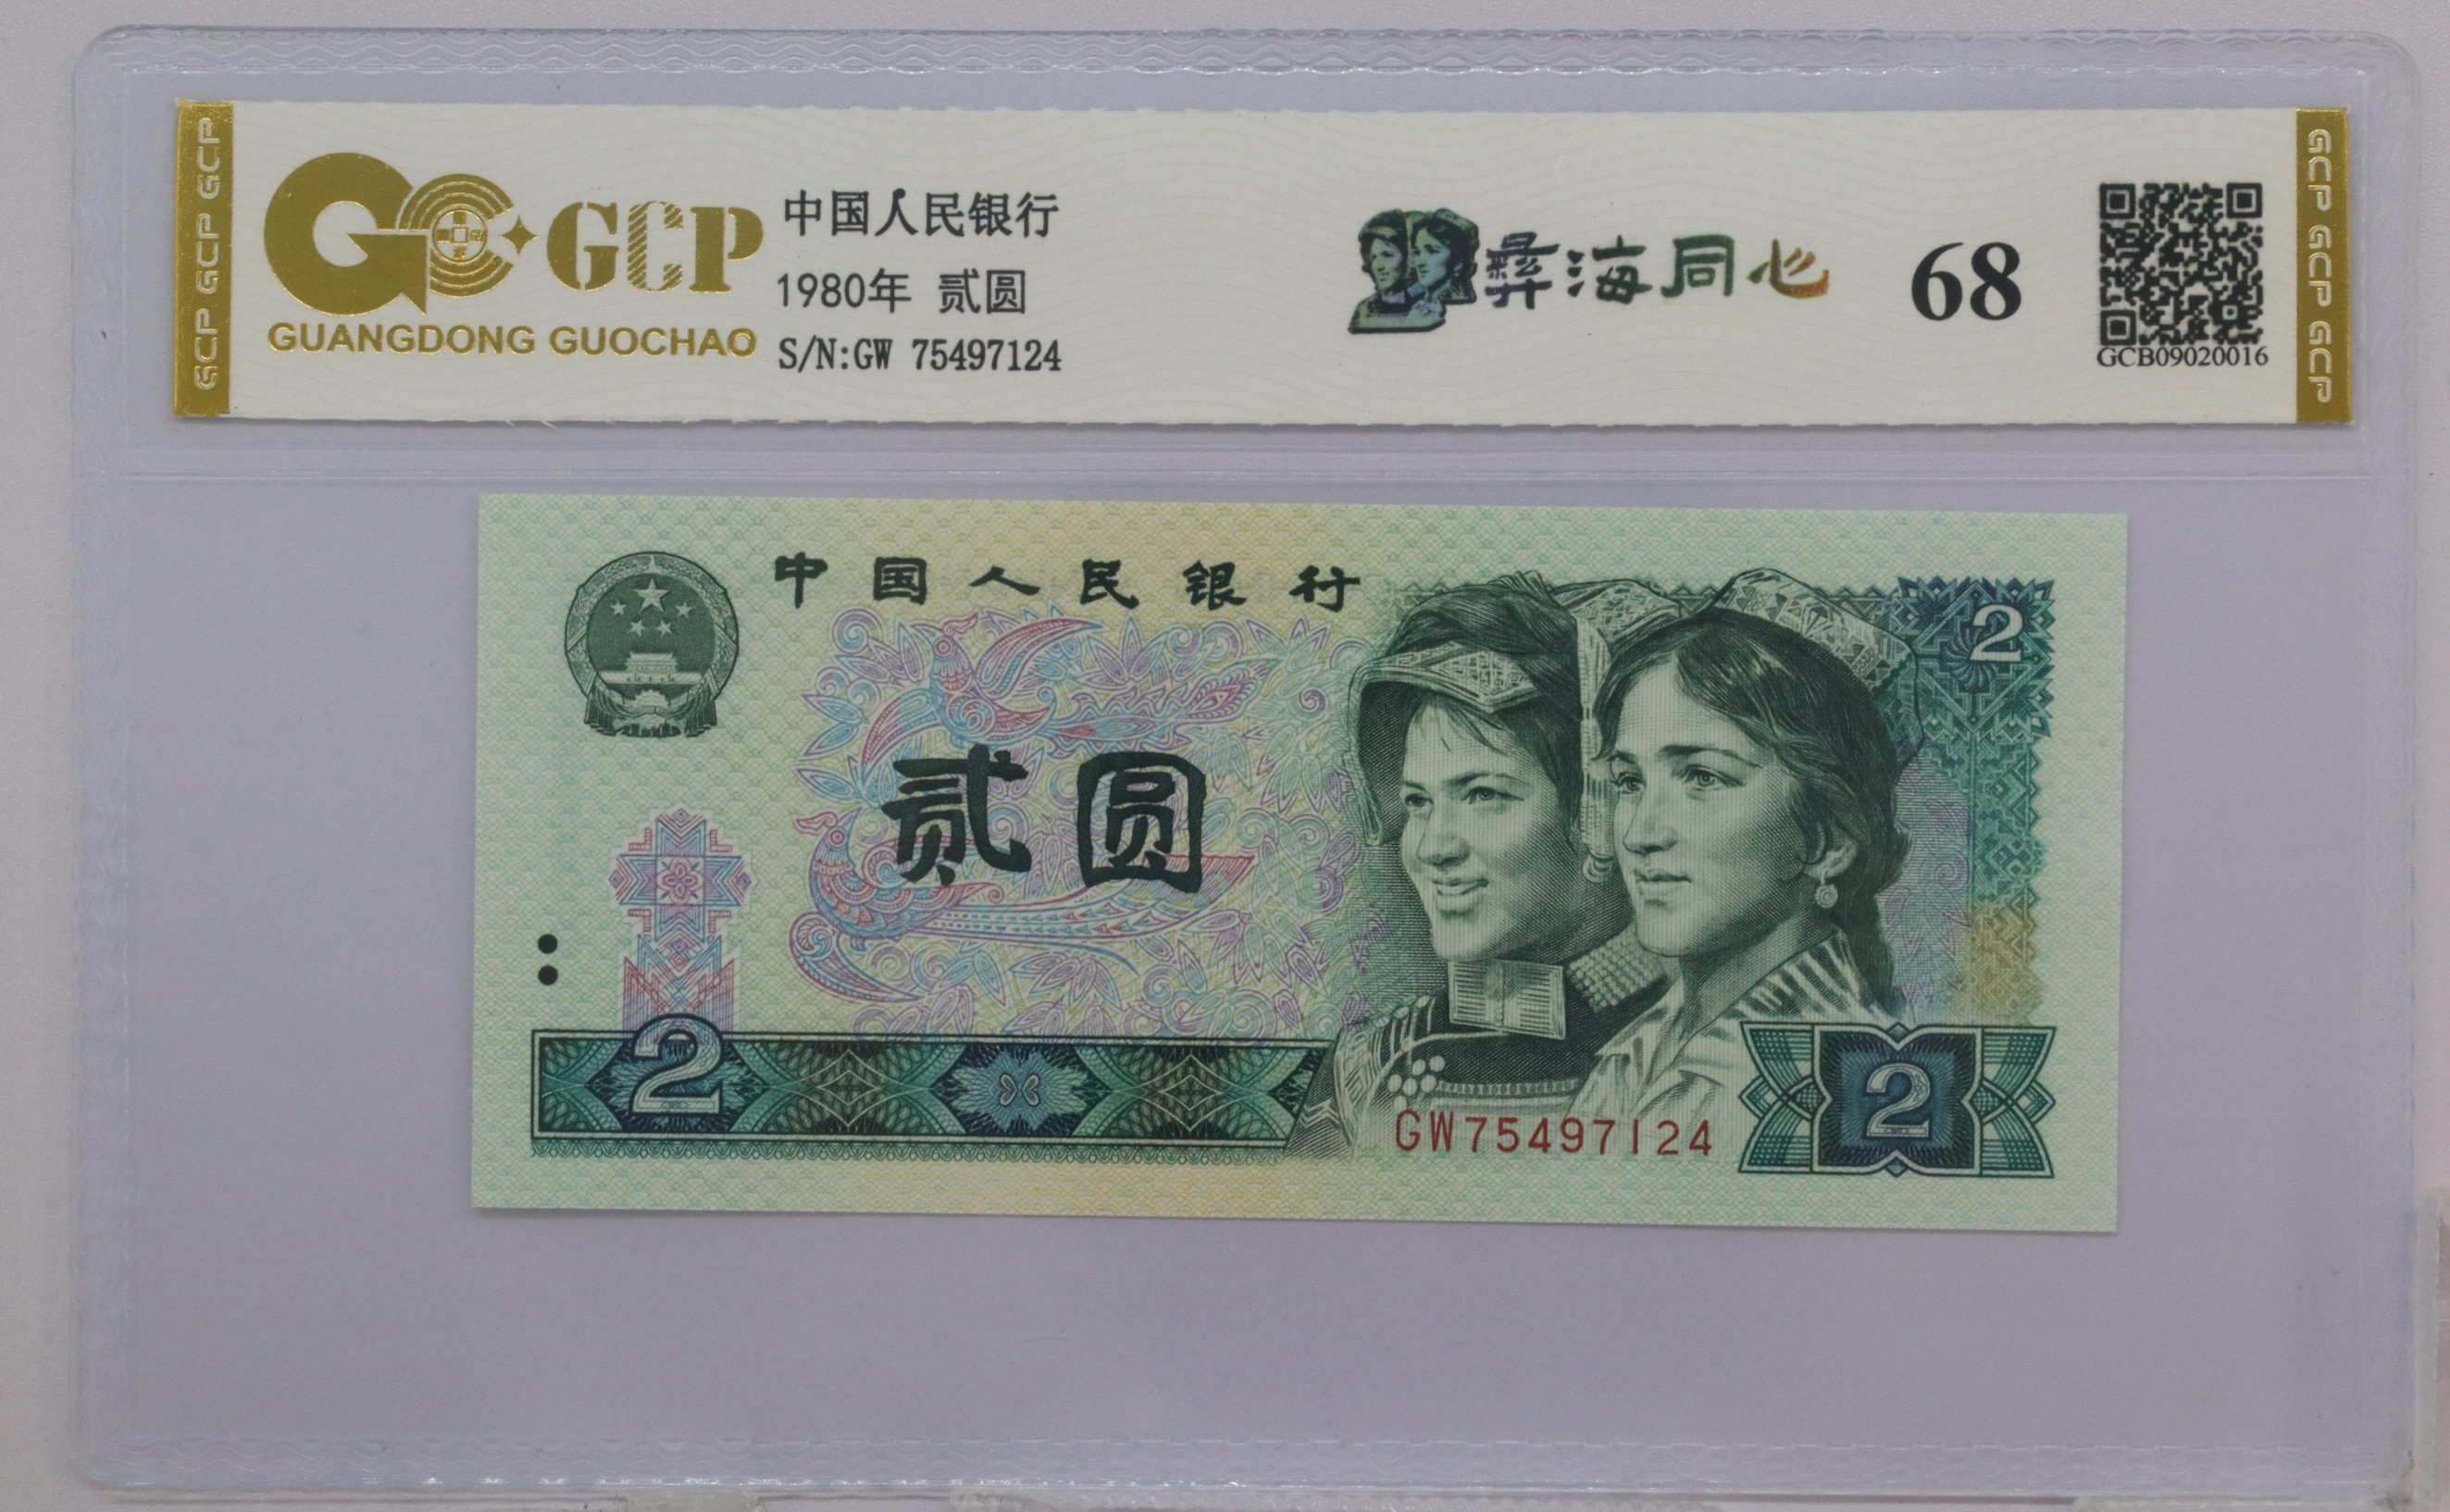 GCP GCP GCP
GCP
GUANGDONG GUOCHAO
中国人民银行
1980年 贰圆
S/N:GW 75497124
彝海同心
68
GCB09020016
GCP GCP GCP
中国人民银行
2
贰圆
2
GW75497124
2